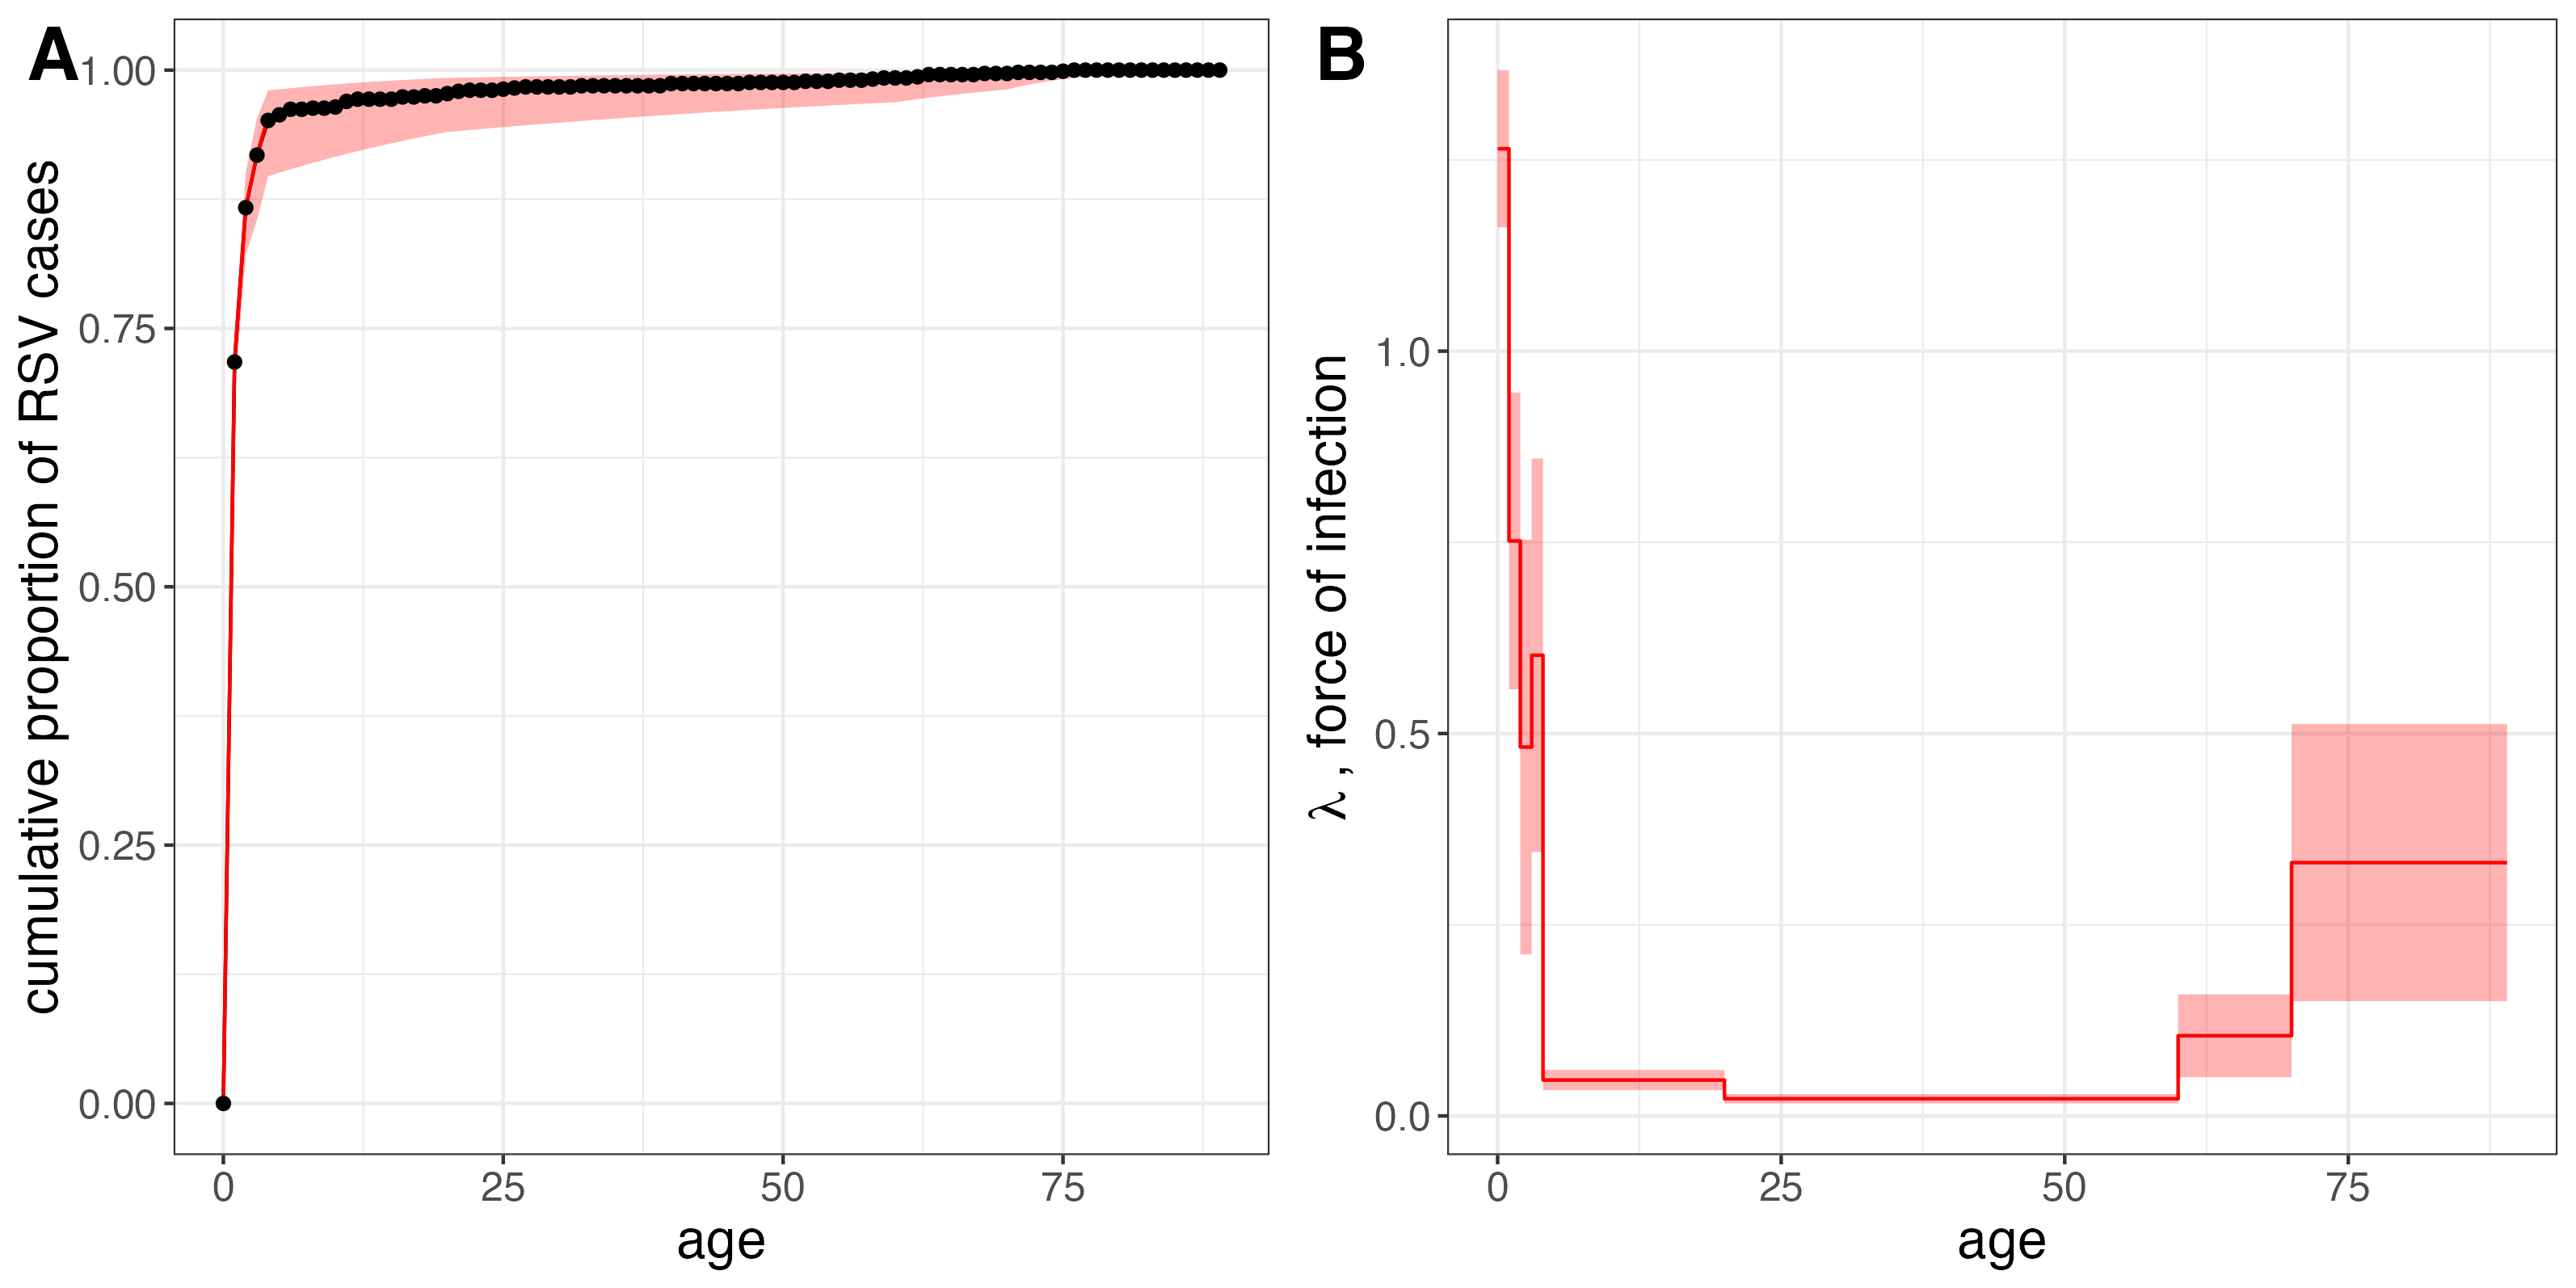 A
cumulative proportion of RSV cases
1.00
0.75
0.50
0.25
0.00
0 25 50 75
age
B
λ , force of infection
1.0
0.5
0.0
0 25 50 75
age